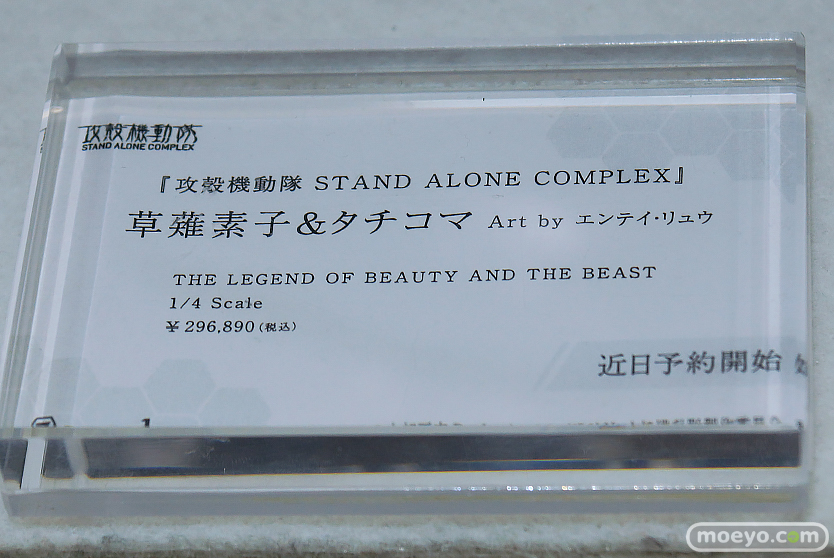 攻殻機動隊
STAND ALONE COMPLEX
『攻殻機動隊 STAND ALONE COMPLEX』
草薙素子&タチコマ Art by エンテイ・リュウ
THE LEGEND OF BEAUTY AND THE BEAST
1/4 Scale
¥296,890(税込)
近日予約開始
moeyo.com